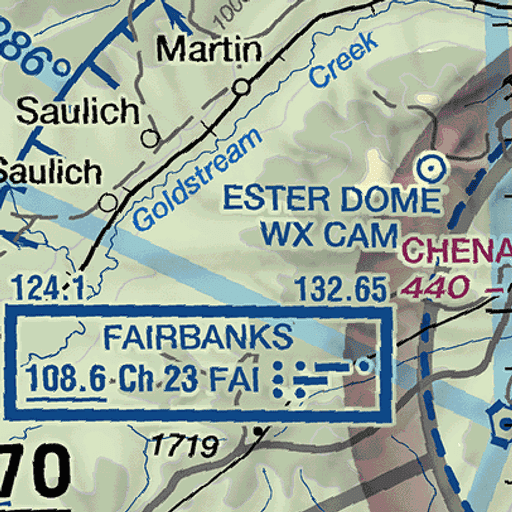 286°
1000
Martin
Creek
Saulich
Saulich
Goldstream
ESTER DOME
WX CAM
CHENA
440
124.1
132.65
FAIRBANKS
108.6 Ch 23 FAI
1719
70